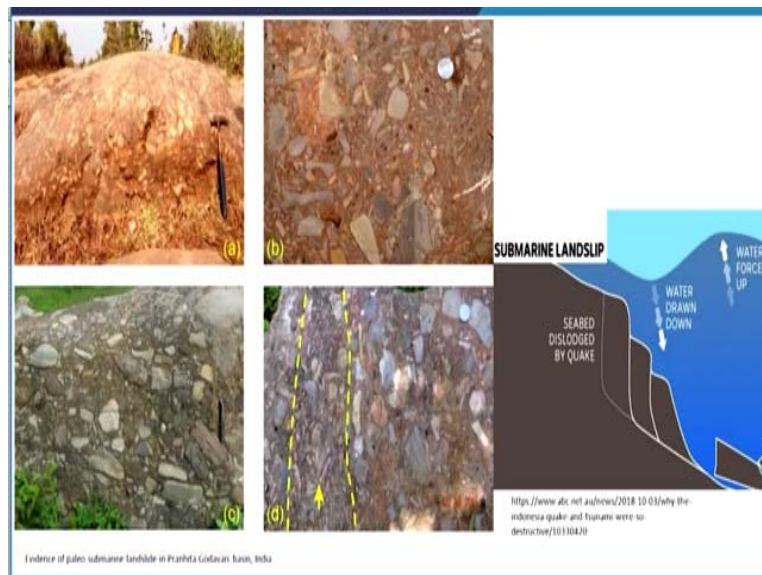 (a)
(b)
(c)
(d)
SUBMARINE LANDSLIP
SEABED
DISLODGED
BY QUAKE
WATER
DRAWN
DOWN
WATER
FORCE
UP
https://www.abc.net.au/news/2018-10-03/why-the-
indonesia-quake-and-tsunami-were-so-
destructive/10330420
Evidence of paleo submarine landslide in Pranhita Godavari basin, India